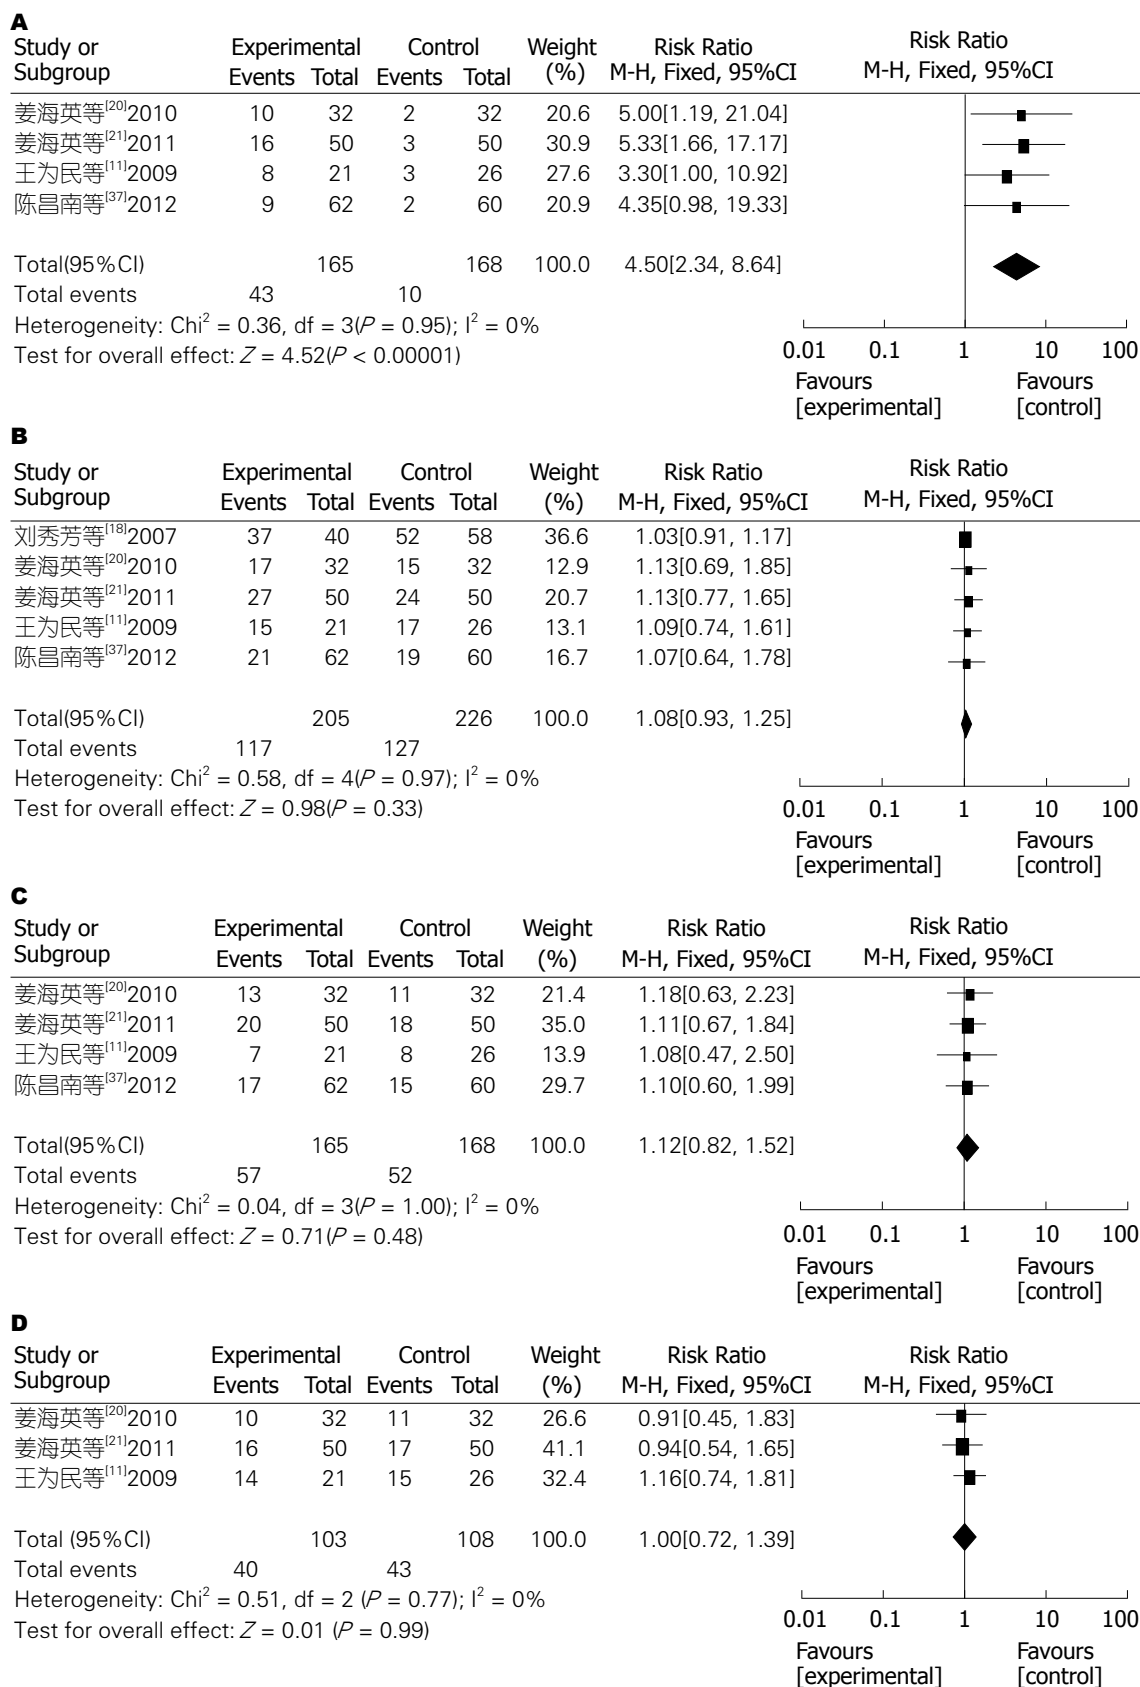 A
Study or Subgroup Experimental Control Weight (%) Risk Ratio M-H, Fixed, 95%CI Risk Ratio M-H, Fixed, 95%CI
Events Total Events Total
姜海英等[20]2010 10 32 2 32 20.6 5.00[1.19, 21.04]
姜海英等[21]2011 16 50 3 50 30.9 5.33[1.66, 17.17]
王为民等[11]2009 8 21 3 26 27.6 3.30[1.00, 10.92]
陈昌南等[37]2012 9 62 2 60 20.9 4.35[0.98, 19.33]
Total(95%CI) 165 168 100.0 4.50[2.34, 8.64]
Total events 43 10
Heterogeneity: Chi² = 0.36, df = 3(P = 0.95); I² = 0%
Test for overall effect: Z = 4.52(P < 0.00001)
0.01 0.1 1 10 100
Favours [experimental] Favours [control]
B
Study or Subgroup Experimental Control Weight (%) Risk Ratio M-H, Fixed, 95%CI Risk Ratio M-H, Fixed, 95%CI
Events Total Events Total
刘秀芳等[18]2007 37 40 52 58 36.6 1.03[0.91, 1.17]
姜海英等[20]2010 17 32 15 32 12.9 1.13[0.69, 1.85]
姜海英等[21]2011 27 50 24 50 20.7 1.13[0.77, 1.65]
王为民等[11]2009 15 21 17 26 13.1 1.09[0.74, 1.61]
陈昌南等[37]2012 21 62 19 60 16.7 1.07[0.64, 1.78]
Total(95%CI) 205 226 100.0 1.08[0.93, 1.25]
Total events 117 127
Heterogeneity: Chi² = 0.58, df = 4(P = 0.97); I² = 0%
Test for overall effect: Z = 0.98(P = 0.33)
0.01 0.1 1 10 100
Favours [experimental] Favours [control]
C
Study or Subgroup Experimental Control Weight (%) Risk Ratio M-H, Fixed, 95%CI Risk Ratio M-H, Fixed, 95%CI
Events Total Events Total
姜海英等[20]2010 13 32 11 32 21.4 1.18[0.63, 2.23]
姜海英等[21]2011 20 50 18 50 35.0 1.11[0.67, 1.84]
王为民等[11]2009 7 21 8 26 13.9 1.08[0.47, 2.50]
陈昌南等[37]2012 17 62 15 60 29.7 1.10[0.60, 1.99]
Total(95%CI) 165 168 100.0 1.12[0.82, 1.52]
Total events 57 52
Heterogeneity: Chi² = 0.04, df = 3(P = 1.00); I² = 0%
Test for overall effect: Z = 0.71(P = 0.48)
0.01 0.1 1 10 100
Favours [experimental] Favours [control]
D
Study or Subgroup Experimental Control Weight (%) Risk Ratio M-H, Fixed, 95%CI Risk Ratio M-H, Fixed, 95%CI
Events Total Events Total
姜海英等[20]2010 10 32 11 32 26.6 0.91[0.45, 1.83]
姜海英等[21]2011 16 50 17 50 41.1 0.94[0.54, 1.65]
王为民等[11]2009 14 21 15 26 32.4 1.16[0.74, 1.81]
Total (95%CI) 103 108 100.0 1.00[0.72, 1.39]
Total events 40 43
Heterogeneity: Chi² = 0.51, df = 2 (P = 0.77); I² = 0%
Test for overall effect: Z = 0.01 (P = 0.99)
0.01 0.1 1 10 100
Favours [experimental] Favours [control]